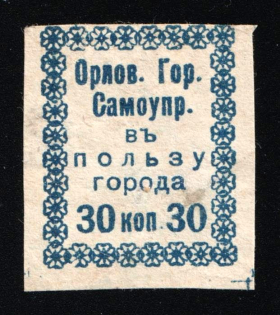 Орлов. Гор.
Самоупр.
въ
пользу
города
30 коп 30